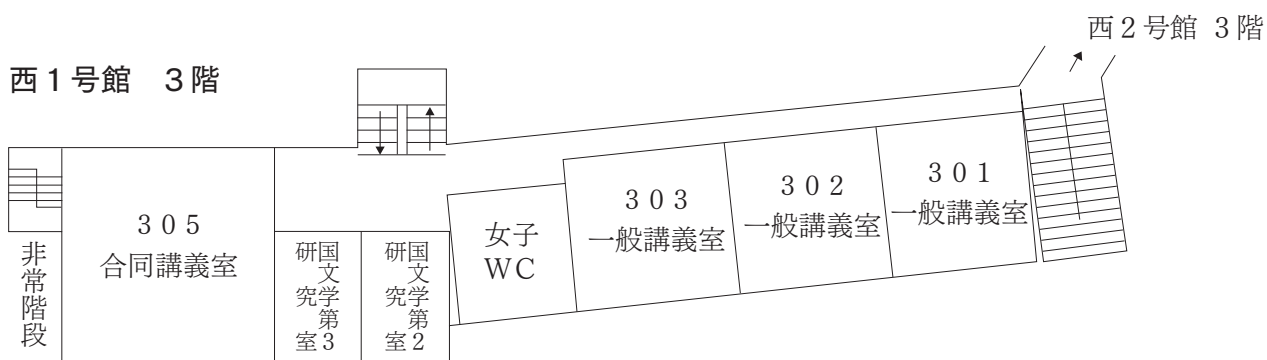 西２号館 ３階
西１号館　３階
３０５
合同講義室
非常階段
国文学第３
研究室
国文学第２
研究室
女子
ＷＣ
３０３
一般講義室
３０２
一般講義室
３０１
一般講義室